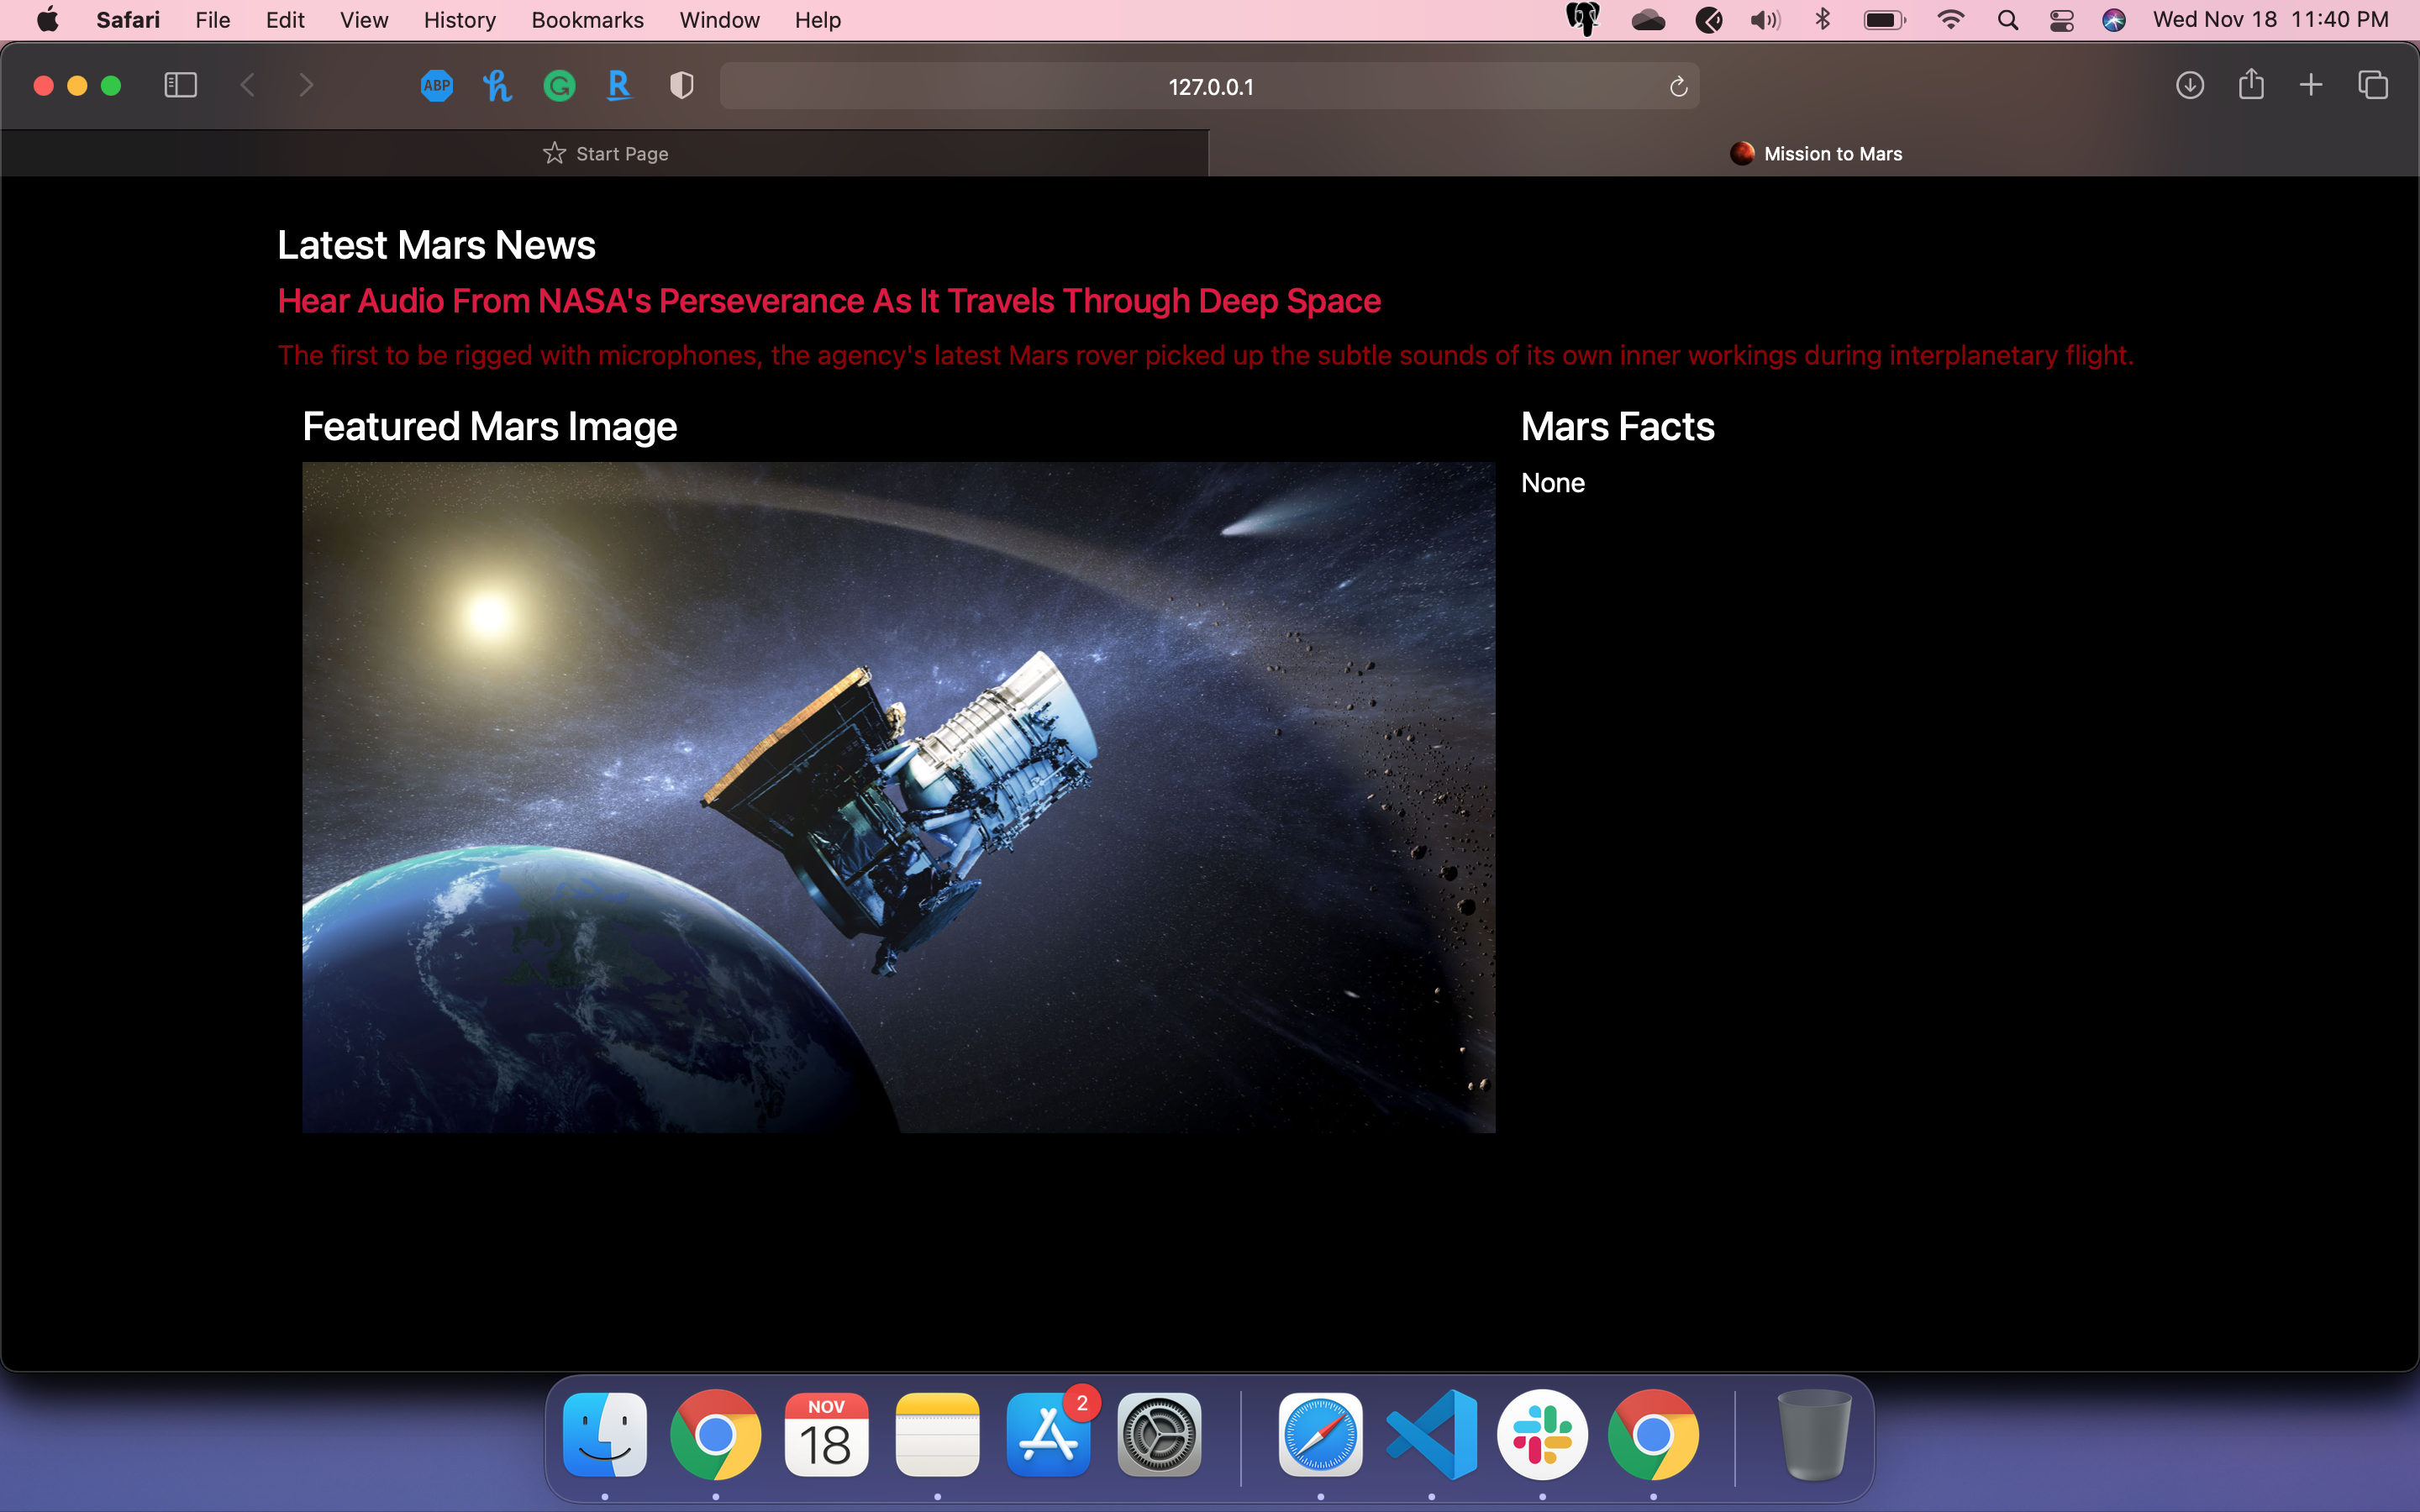 Safari File Edit View History Bookmarks Window Help Wed Nov 18 11:40 PM
ABP 127.0.0.1
Start Page Mission to Mars
Latest Mars News
Hear Audio From NASA's Perseverance As It Travels Through Deep Space
The first to be rigged with microphones, the agency's latest Mars rover picked up the subtle sounds of its own inner workings during interplanetary flight.
Featured Mars Image
Mars Facts
None
2
NOV
18